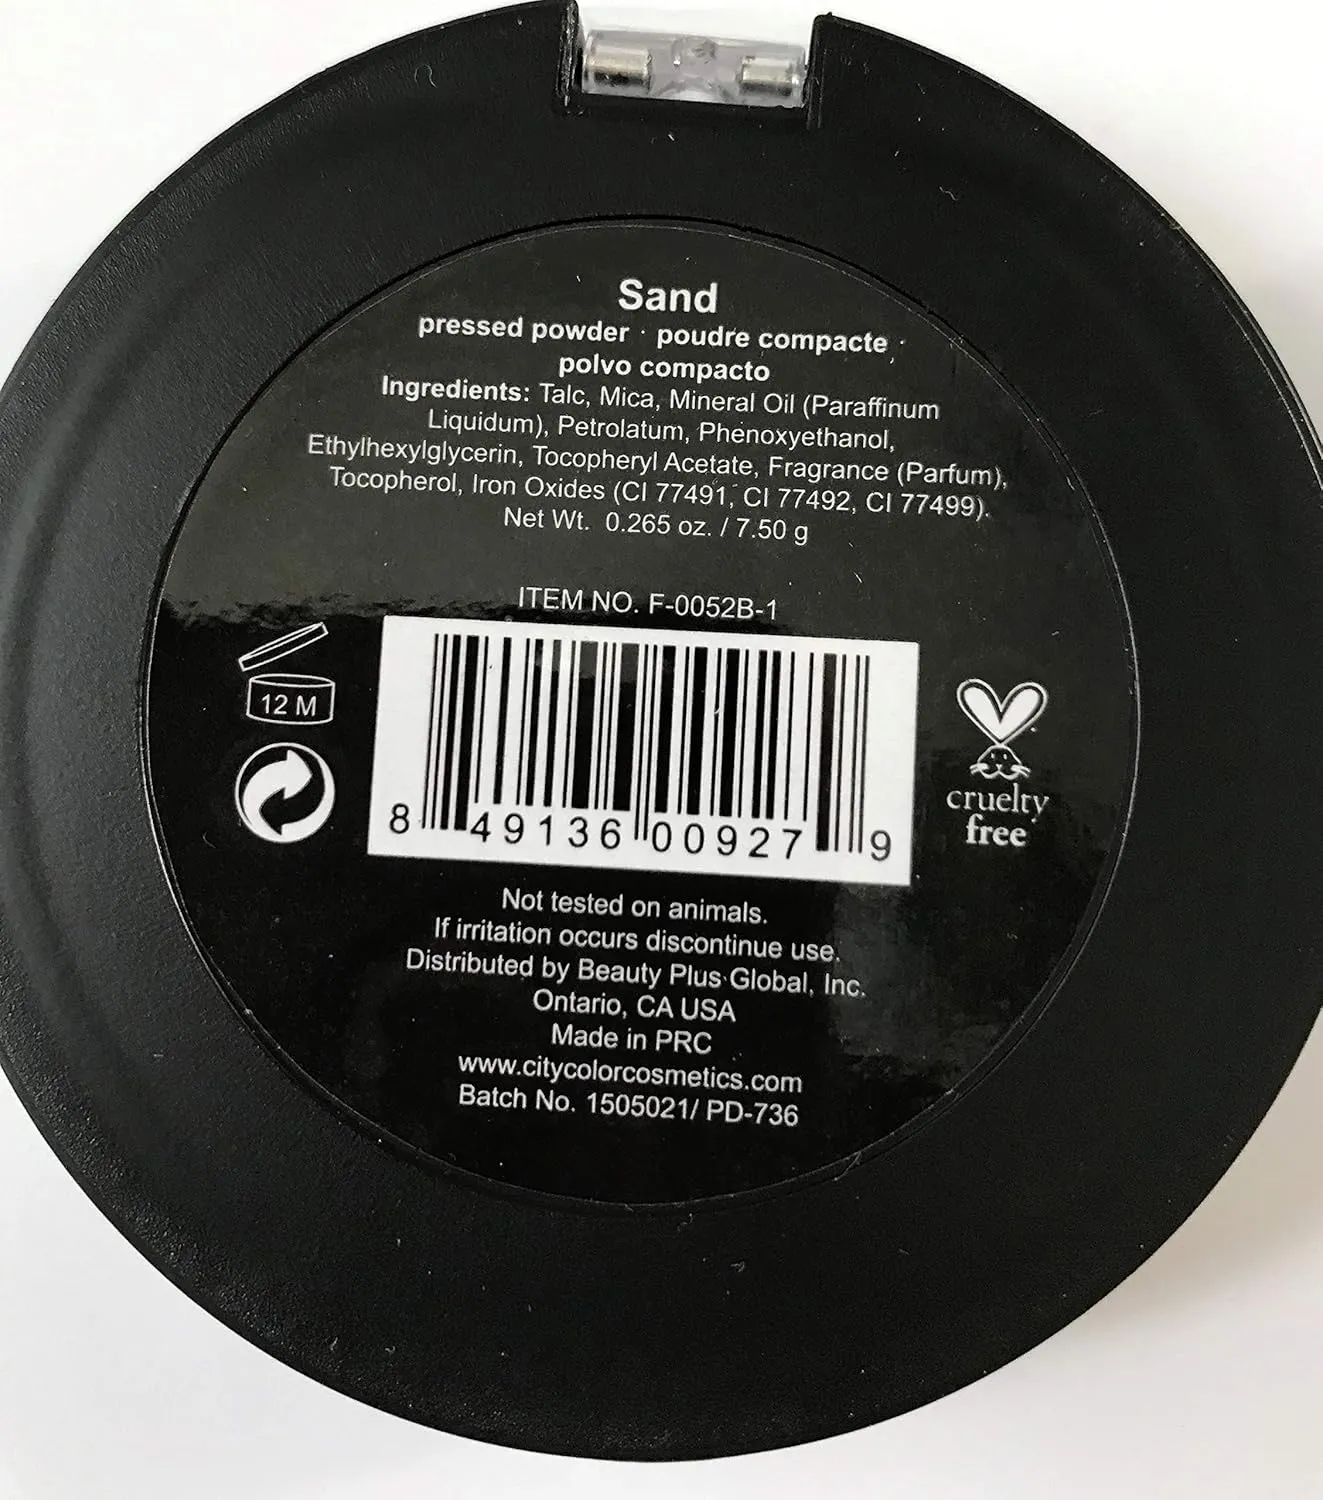 Sand
pressed powder · poudre compacte ·
polvo compacto
Ingredients: Talc, Mica, Mineral Oil (Paraffinum
Liquidum), Petrolatum, Phenoxyethanol,
Ethylhexylglycerin, Tocopheryl Acetate, Fragrance (Parfum),
Tocopherol, Iron Oxides (CI 77491, CI 77492, CI 77499).
Net Wt. 0.265 oz. / 7.50 g
ITEM NO. F-0052B-1
12 M
8 49136 00927 9
cruelty
free
Not tested on animals.
If irritation occurs discontinue use.
Distributed by Beauty Plus Global, Inc.
Ontario, CA USA
Made in PRC
www.citycolorcosmetics.com
Batch No. 1505021/ PD-736